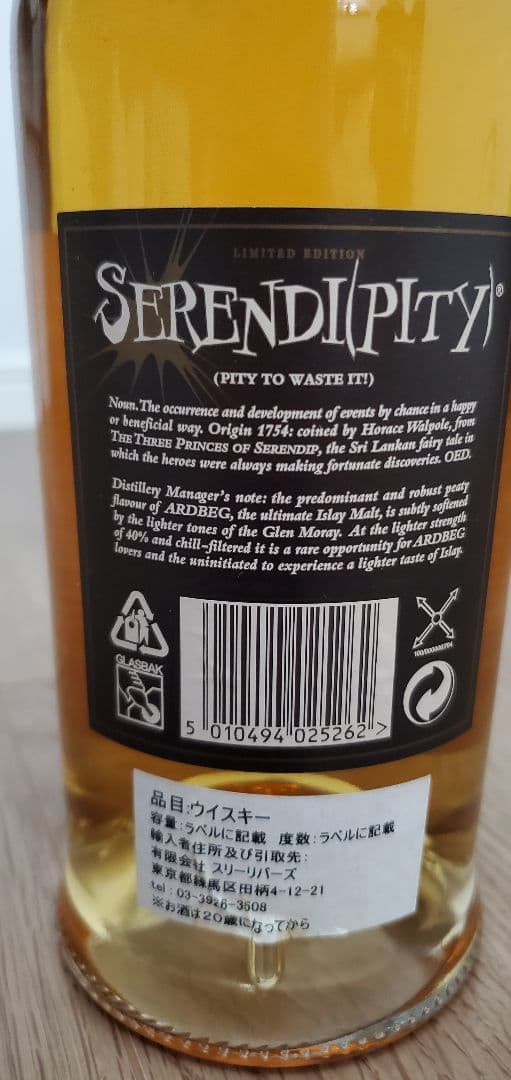 LIMITED EDITION
SERENDI(PITY)®
(PITY TO WASTE IT!)
Noun. The occurrence and development of events by chance in a happy
or beneficial way. Origin 1754: coined by Horace Walpole, from
THE THREE PRINCES OF SERENDIP, the Sri Lankan fairy tale in
which the heroes were always making fortunate discoveries. OED.
Distillery Manager's note: the predominant and robust peaty
flavour of ARDBEG, the ultimate Islay Malt, is subtly softened
by the lighter tones of the Glen Moray. At the lighter strength
of 40% and chill-filtered it is a rare opportunity for ARDBEG
lovers and the uninitiated to experience a lighter taste of Islay.
GLASBAK
5 010494 025262 >
品目:ウイスキー
容量:ラベルに記載 度数:ラベルに記載
輸入者住所及び引取先:
有限会社 スリーリバーズ
東京都練馬区田柄4-12-21
tel : 03-3926-3508
※お酒は20歳になってから